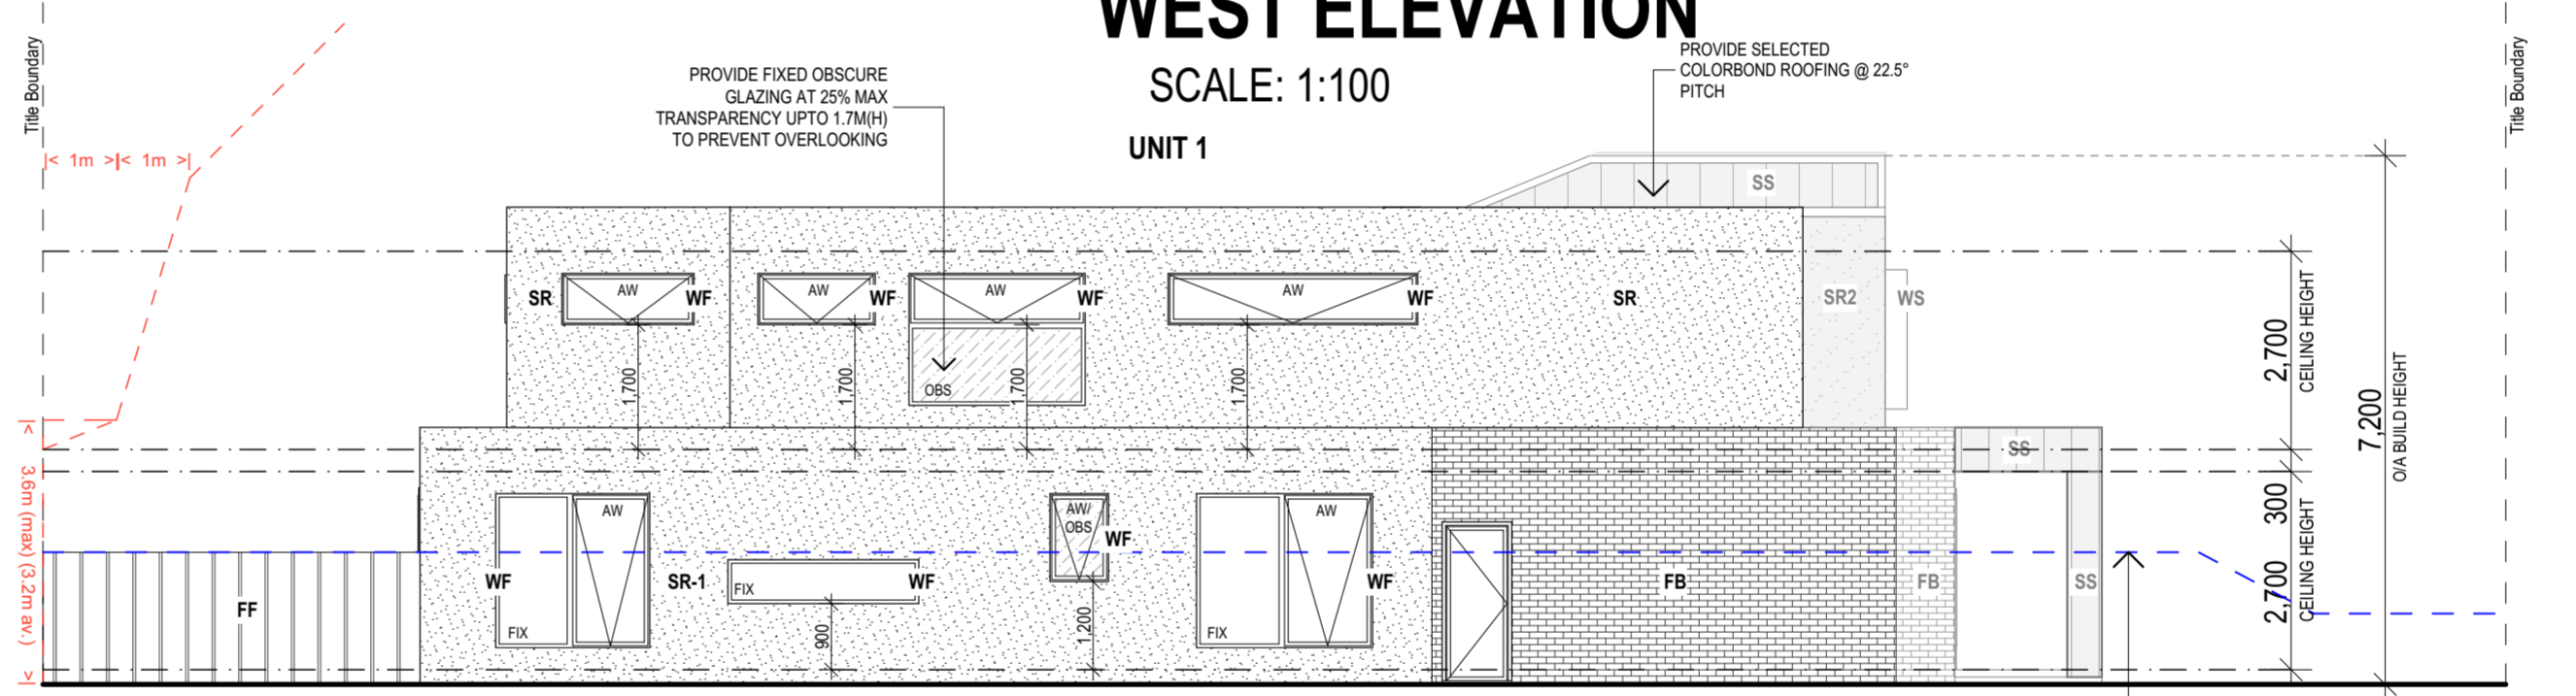 WEST ELEVATION
SCALE: 1:100
UNIT 1
Title Boundary
Title Boundary
PROVIDE FIXED OBSCURE
GLAZING AT 25% MAX
TRANSPARENCY UPTO 1.7M(H)
TO PREVENT OVERLOOKING
PROVIDE SELECTED
COLORBOND ROOFING @ 22.5°
PITCH
|< 1m >|< 1m >|
SS
SR
AW
WF
AW
WF
AW
WF
AW
WF
SR
SR2
WS
OBS
1,700
1,700
1,700
1,700
2,700
CEILING HEIGHT
7,200
O/A BUILD HEIGHT
|< 3.6m (max) (3.2m av.) >|
SS
300
AW
AW/
OBS
WF
AW
WF
SR-1
FIX
WF
WF
FB
FB
SS
FF
FIX
FIX
900
1,200
2,700
CEILING HEIGHT